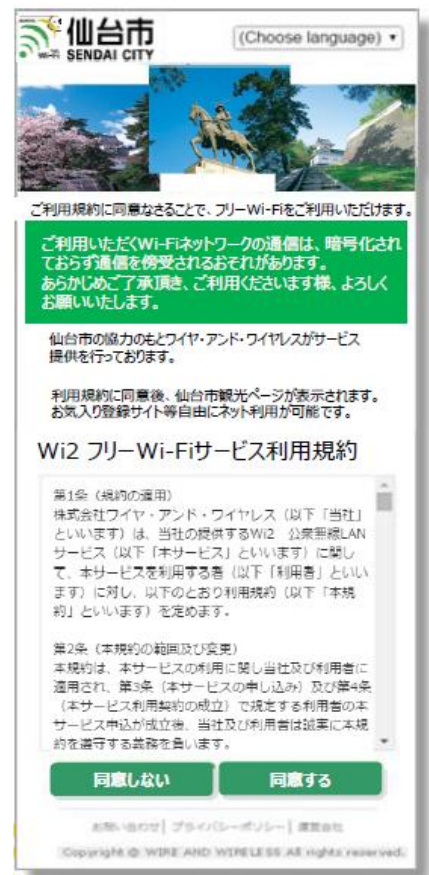 仙台市
Wi-Fi SENDAI CITY
(Choose language)
ご利用規約に同意なさることで、フリーWi-Fiをご利用いただけます。
ご利用いただくWi-Fiネットワークの通信は、暗号化され
ておらず通信を傍受されるおそれがあります。
あらかじめご了承頂き、ご利用くださいます様、よろしく
お願いいたします。
仙台市の協力のもとワイヤ・アンド・ワイヤレスがサービス
提供を行っております。
利用規約に同意後、仙台市観光ページが表示されます。
お気入り登録サイト等自由にネット利用が可能です。
Wi2 フリーWi-Fiサービス利用規約
第1条（規約の適用）
株式会社ワイヤ・アンド・ワイヤレス（以下「当社」
といいます）は、当社の提供するWi2 公衆無線LAN
サービス（以下「本サービス」といいます）に関し
て、本サービスを利用する者（以下「利用者」といい
ます）に対し、以下のとおり利用規約（以下「本規
約」といいます）を定めます。
第2条（本規約の範囲及び変更）
本規約は、本サービスの利用に関し当社及び利用者に
適用され、第3条（本サービスの申し込み）及び第4条
（本サービス利用契約の成立）で規定する利用者の本
サービス申込が成立後、当社及び利用者は誠実に本規
約を遵守する義務を負います。
同意しない 同意する
お問い合わせ| プライバシーポリシー| 運営会社
Copyright © WIRE AND WIRELESS All rights reserved.